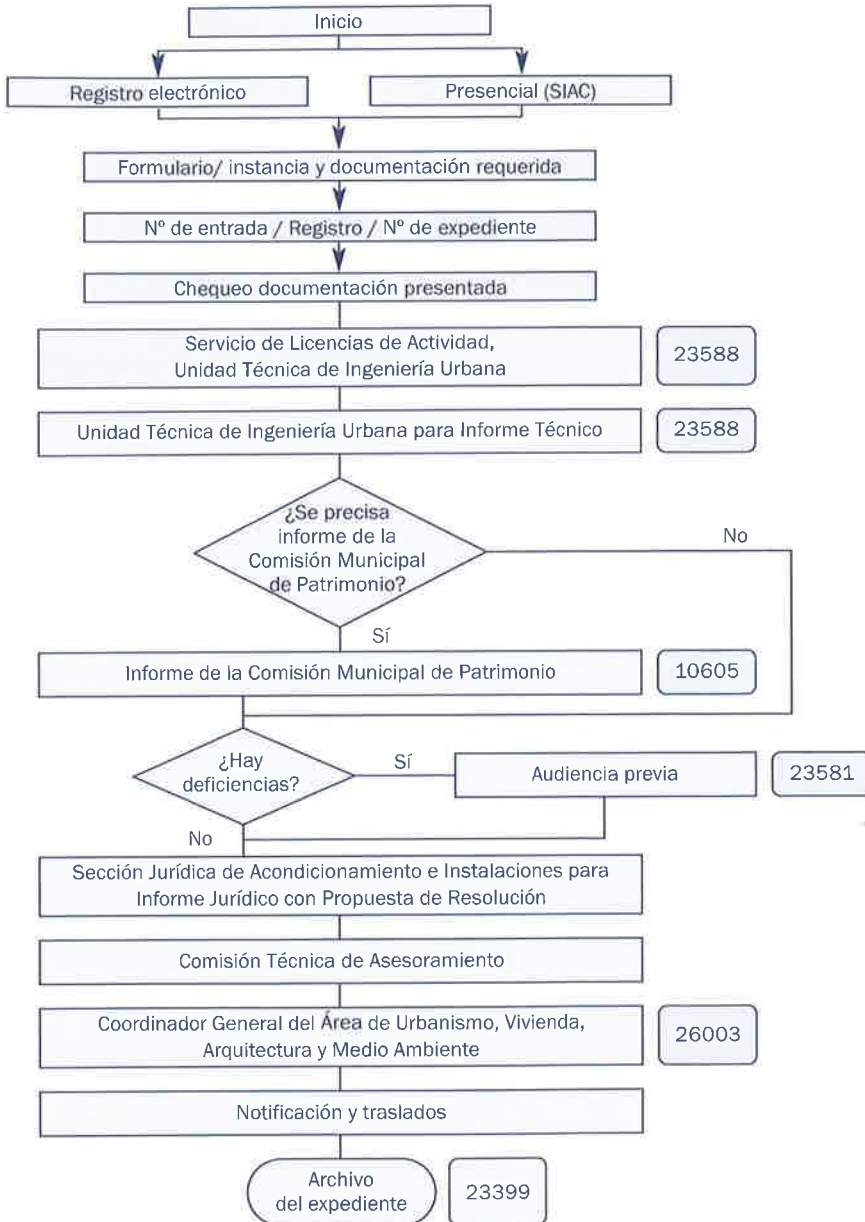 Inicio
Registro electrónico
Presencial (SIAC)
Formulario/ instancia y documentación requerida
Nº de entrada / Registro / Nº de expediente
Chequeo documentación presentada
Servicio de Licencias de Actividad,
Unidad Técnica de Ingeniería Urbana
23588
Unidad Técnica de Ingeniería Urbana para Informe Técnico
23588
¿Se precisa
informe de la
Comisión Municipal
de Patrimonio?
No
Sí
Informe de la Comisión Municipal de Patrimonio
10605
¿Hay
deficiencias?
Sí
Audiencia previa
23581
No
Sección Jurídica de Acondicionamiento e Instalaciones para
Informe Jurídico con Propuesta de Resolución
Comisión Técnica de Asesoramiento
Coordinador General del Área de Urbanismo, Vivienda,
Arquitectura y Medio Ambiente
26003
Notificación y traslados
Archivo
del expediente
23399